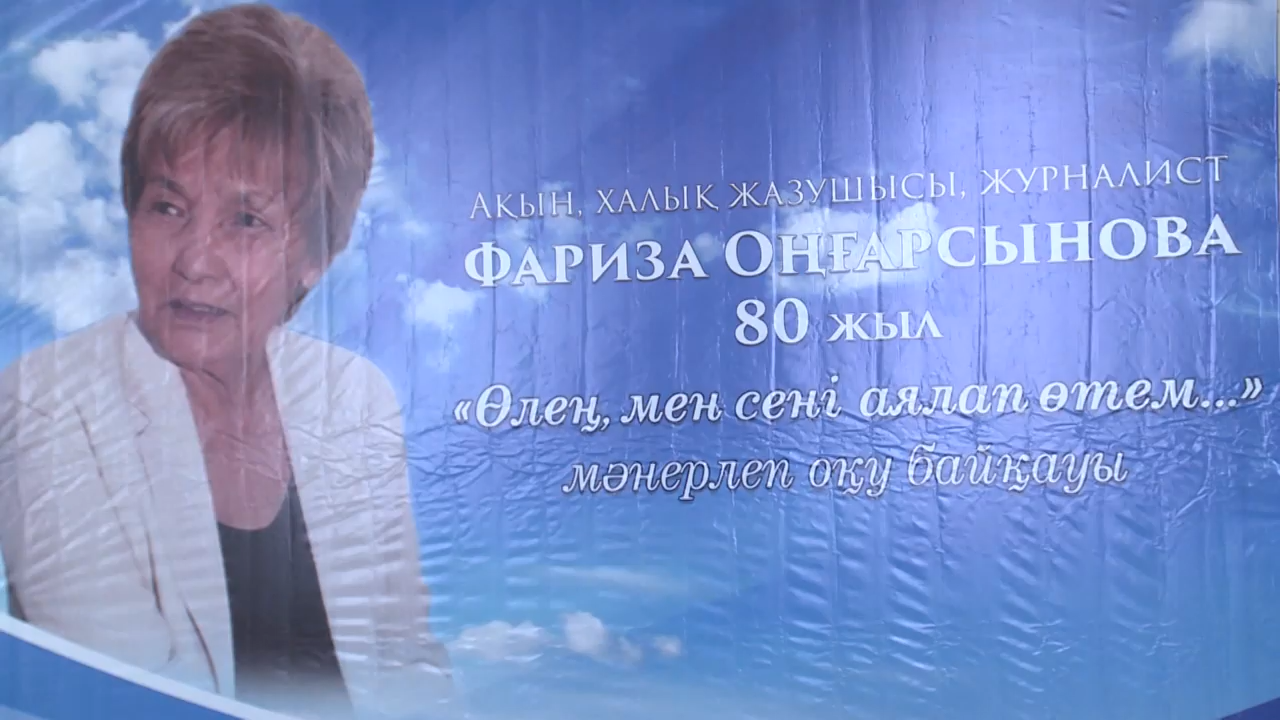 Ақын, халық жазушысы, журналист
Фариза Оңғарсынова
80 жыл
«Өлең, мен сені аялап өтем...»
мәнерлеп оқу байқауы